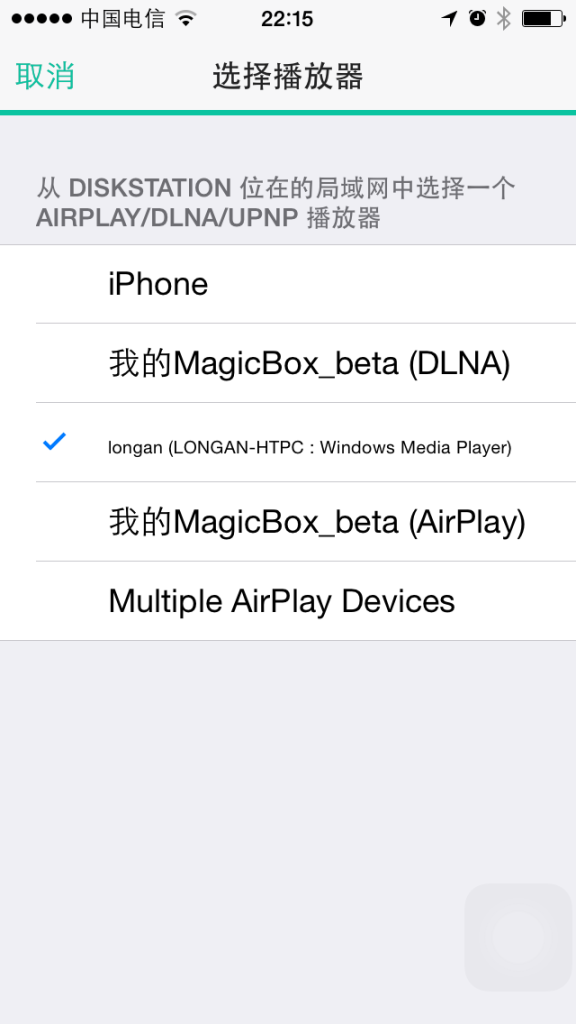 中国电信 22:15
取消 选择播放器
从 DISKSTATION 位在的局域网中选择一个
AIRPLAY/DLNA/UPNP 播放器
iPhone
我的MagicBox_beta (DLNA)
longan (LONGAN-HTPC : Windows Media Player)
我的MagicBox_beta (AirPlay)
Multiple AirPlay Devices